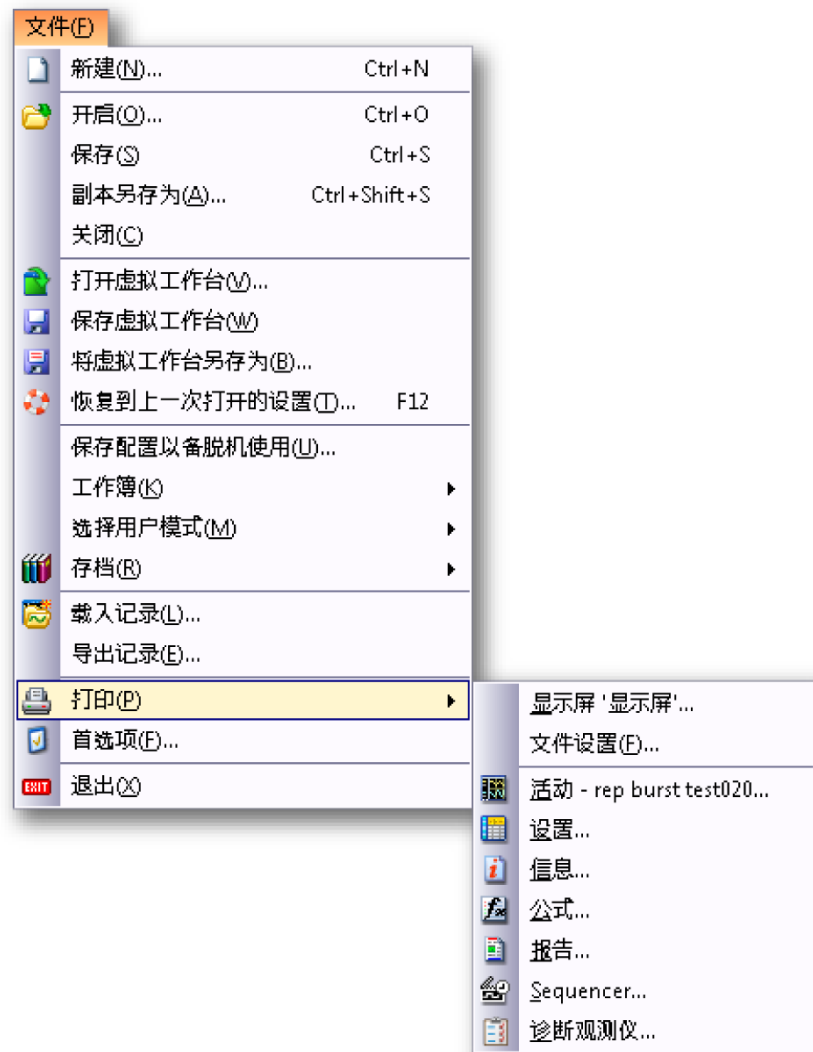 文件(F)
新建(N)... Ctrl+N
开启(O)... Ctrl+O
保存(S) Ctrl+S
副本另存为(A)... Ctrl+Shift+S
关闭(C)
打开虚拟工作台(V)...
保存虚拟工作台(W)
将虚拟工作台另存为(B)...
恢复到上一次打开的设置(T)... F12
保存配置以备脱机使用(U)...
工作簿(K)
选择用户模式(M)
存档(R)
载入记录(L)...
导出记录(E)...
打印(P)
首选项(F)...
EXIT 退出(X)
显示屏 '显示屏'...
文件设置(F)...
活动 - rep burst test020...
设置...
信息...
公式...
报告...
Sequencer...
诊断观测仪...